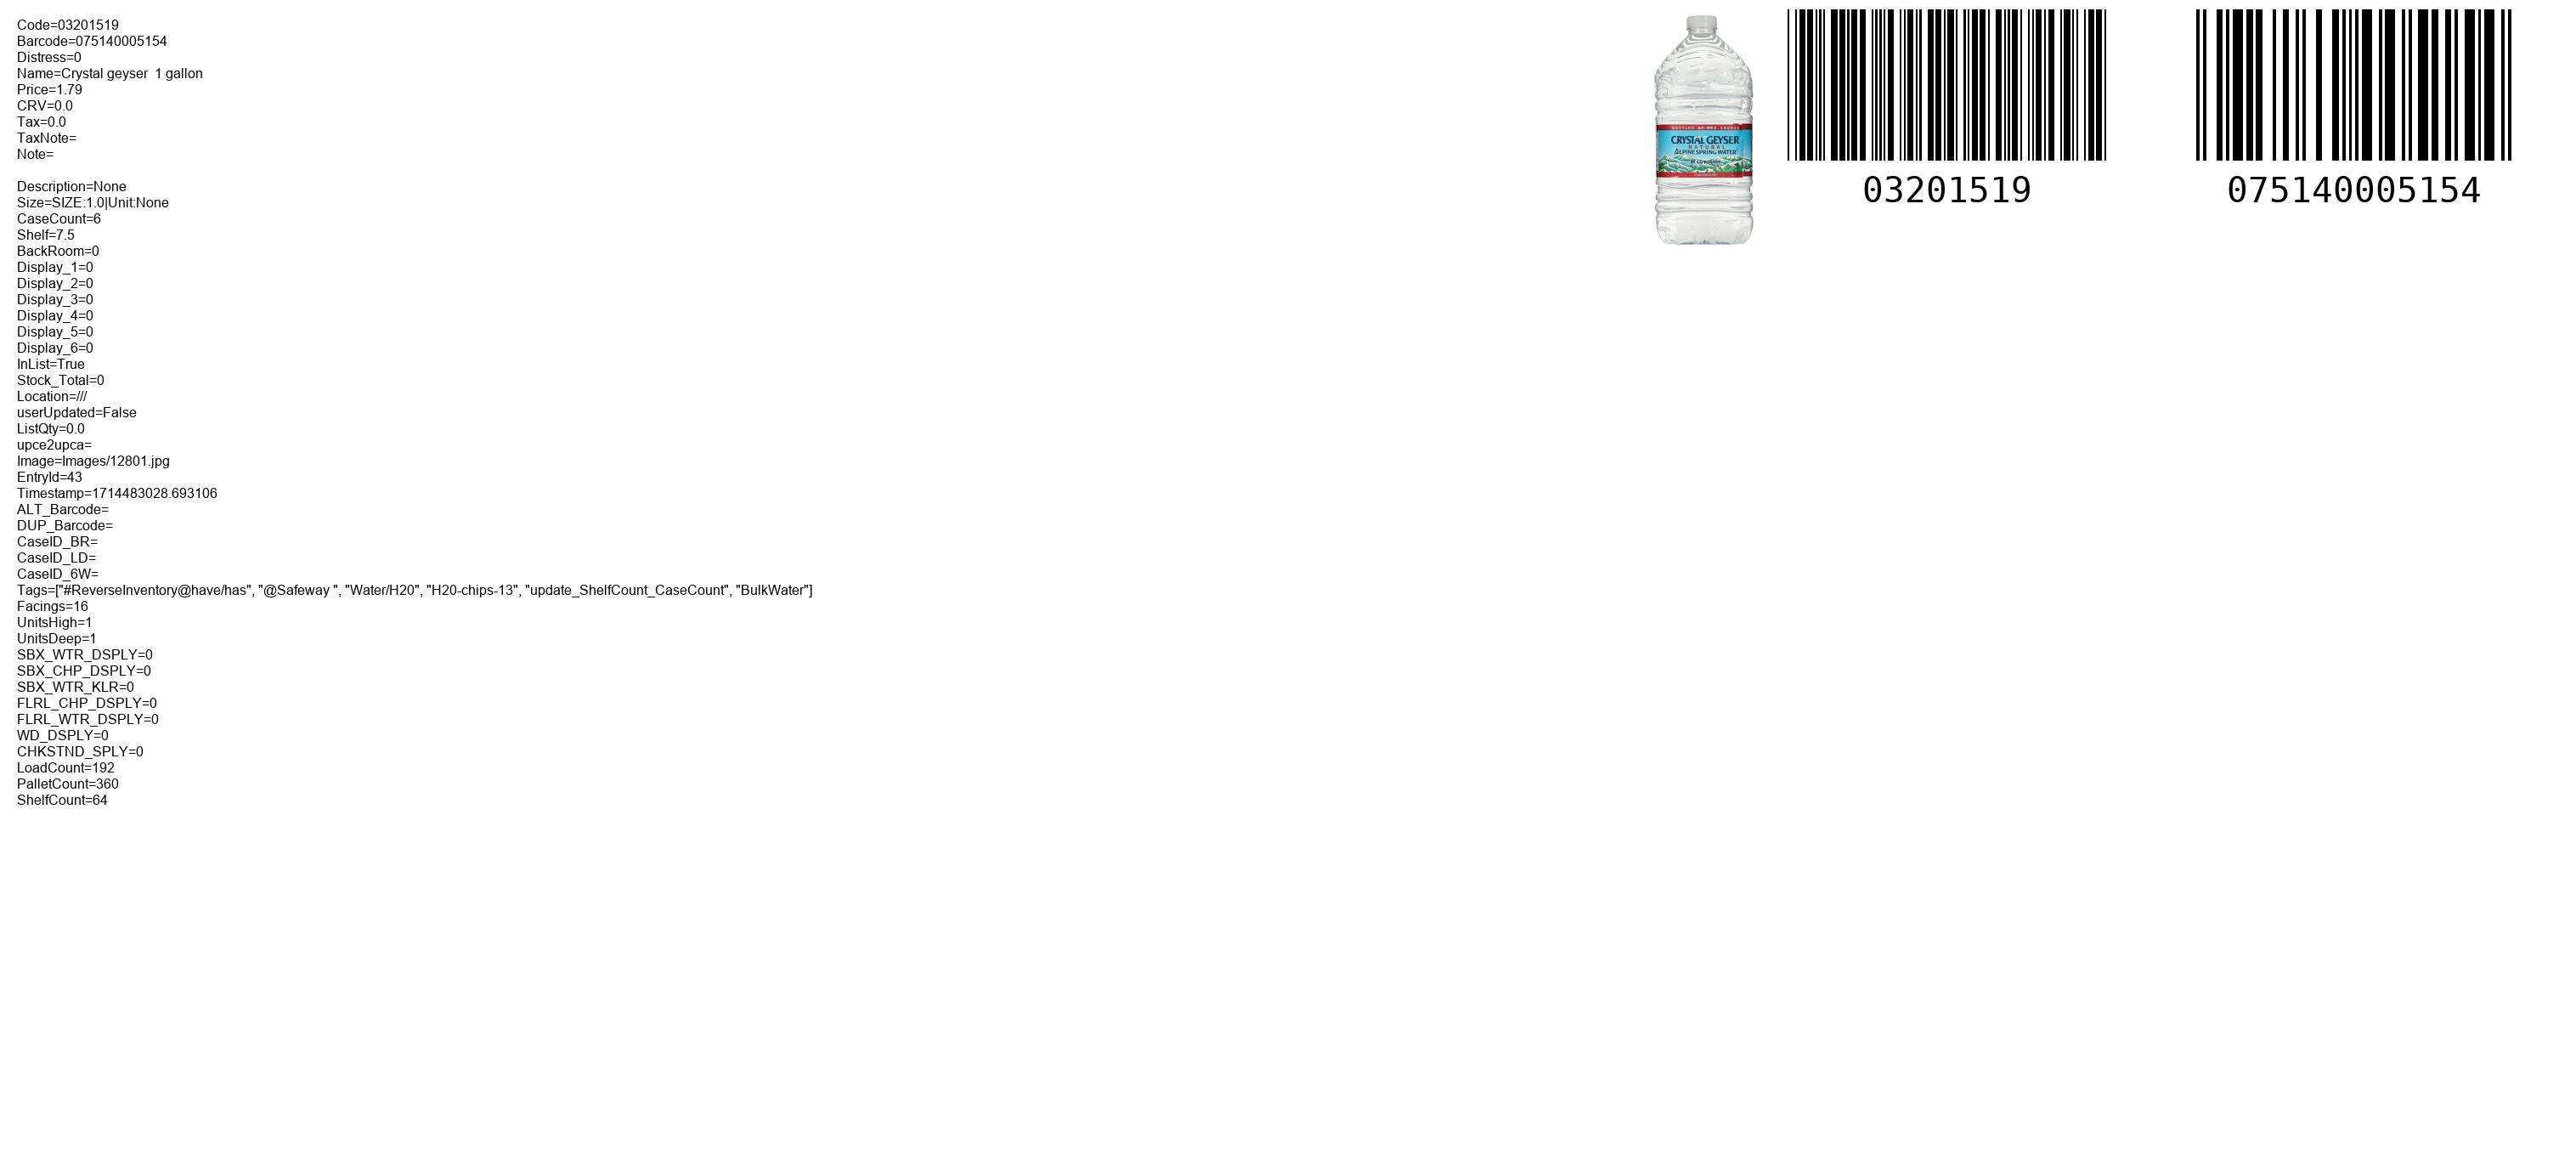 Code=03201519
Barcode=075140005154
Distress=0
Name=Crystal geyser  1 gallon
Price=1.79
CRV=0.0
Tax=0.0
TaxNote=
Note=
Description=None
Size=SIZE:1.0|Unit:None
CaseCount=6
Shelf=7.5
BackRoom=0
Display_1=0
Display_2=0
Display_3=0
Display_4=0
Display_5=0
Display_6=0
InList=True
Stock_Total=0
Location=///
userUpdated=False
ListQty=0.0
upce2upca=
Image=Images/12801.jpg
EntryId=43
Timestamp=1714483028.693106
ALT_Barcode=
DUP_Barcode=
CaseID_BR=
CaseID_LD=
CaseID_6W=
Tags=["#ReverseInventory@have/has", "@Safeway ", "Water/H20", "H20-chips-13", "update_ShelfCount_CaseCount", "BulkWater"]
Facings=16
UnitsHigh=1
UnitsDeep=1
SBX_WTR_DSPLY=0
SBX_CHP_DSPLY=0
SBX_WTR_KLR=0
FLRL_CHP_DSPLY=0
FLRL_WTR_DSPLY=0
WD_DSPLY=0
CHKSTND_SPLY=0
LoadCount=192
PalletCount=360
ShelfCount=64
CRYSTAL GEYSER
NATURAL
ALPINE SPRING WATER
03201519
075140005154